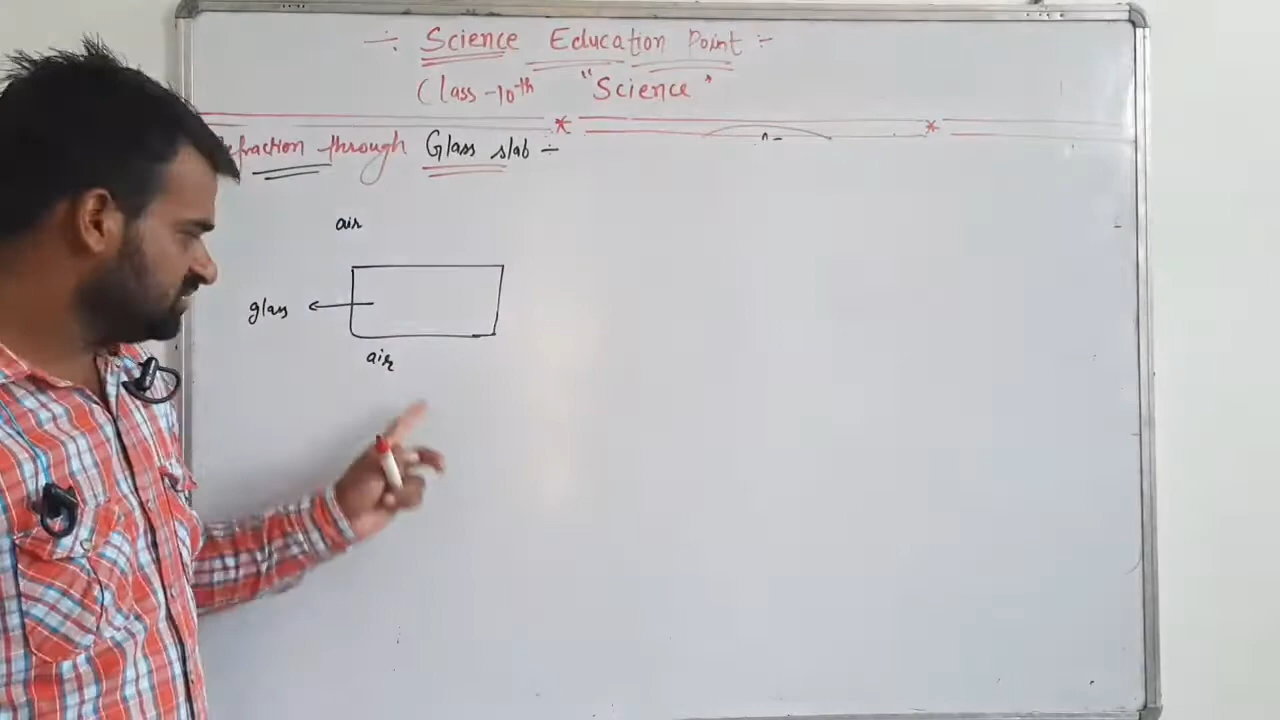 ÷ Science Education Point ÷
Class-10th "Science"
efraction through Glass slab ÷
air
glass
air